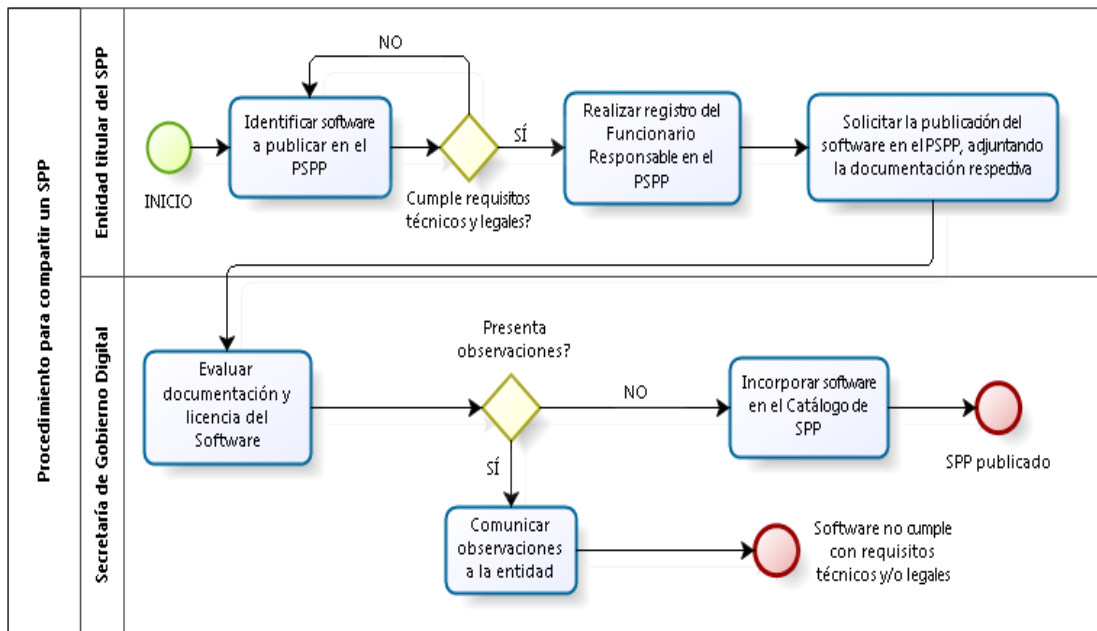 Procedimiento para compartir un SPP
Entidad titular del SPP
INICIO
Identificar software
a publicar en el
PSPP
NO
Cumple requisitos
técnicos y legales?
SÍ
Realizar registro del
Funcionario
Responsable en el
PSPP
Solicitar la publicación del
software en el PSPP, adjuntando
la documentación respectiva
Secretaría de Gobierno Digital
Evaluar
documentación y
licencia del
Software
Presenta
observaciones?
NO
Incorporar software
en el Catálogo de
SPP
SPP publicado
SÍ
Comunicar
observaciones
a la entidad
Software no cumple
con requisitos
técnicos y/o legales